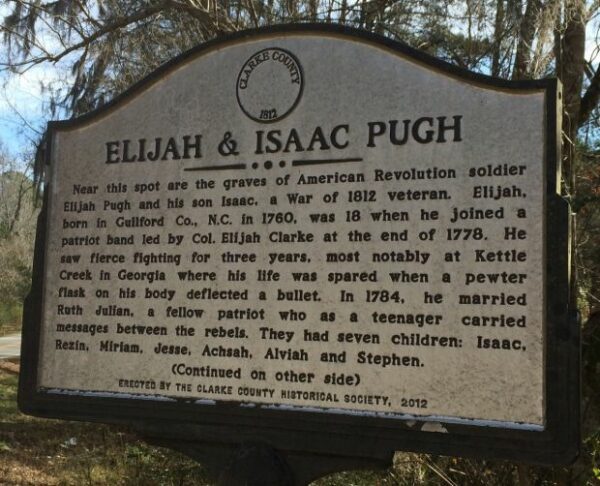 CLARKE COUNTY
1812
ELIJAH & ISAAC PUGH
Near this spot are the graves of American Revolution soldier
Elijah Pugh and his son Isaac, a War of 1812 veteran. Elijah,
born in Guilford Co., N.C. in 1760, was 18 when he joined a
patriot band led by Col. Elijah Clarke at the end of 1778. He
saw fierce fighting for three years, most notably at Kettle
Creek in Georgia where his life was spared when a pewter
flask on his body deflected a bullet. In 1784, he married
Ruth Julian, a fellow patriot who as a teenager carried
messages between the rebels. They had seven children: Isaac,
Rezin, Miriam, Jesse, Achsah, Alviah and Stephen.
(Continued on other side)
ERECTED BY THE CLARKE COUNTY HISTORICAL SOCIETY, 2012